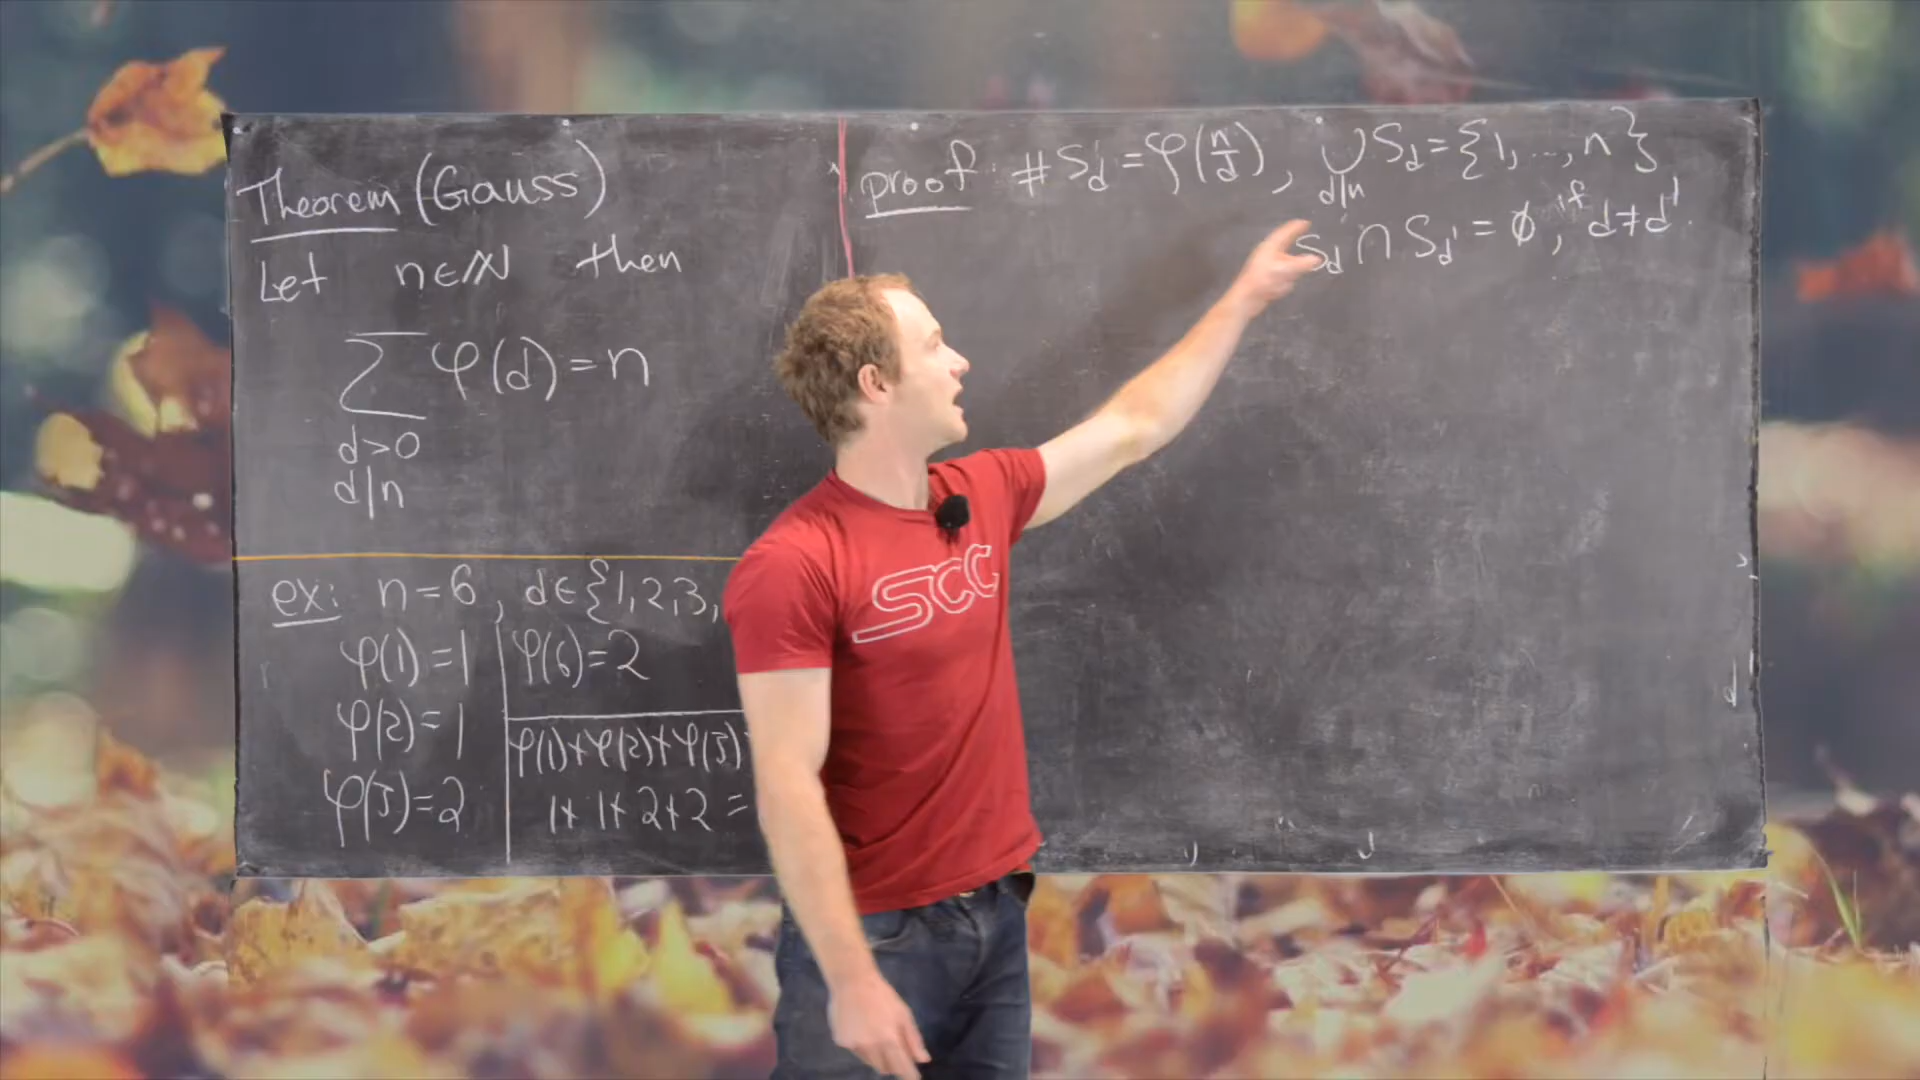 Theorem (Gauss)
Let n∈ℕ then
∑ φ(d) = n
d>0
d|n
ex: n=6, d∈{1,2,3,
φ(1)=1
φ(2)=1
φ(3)=2
φ(6)=2
φ(1)+φ(2)+φ(3)
1+1+2+2=
proof: #S_d = φ(n/d), ∪ S_d = {1, ..., n}
d|n
S_d ∩ S_d' = ∅, if d≠d'.
SCC